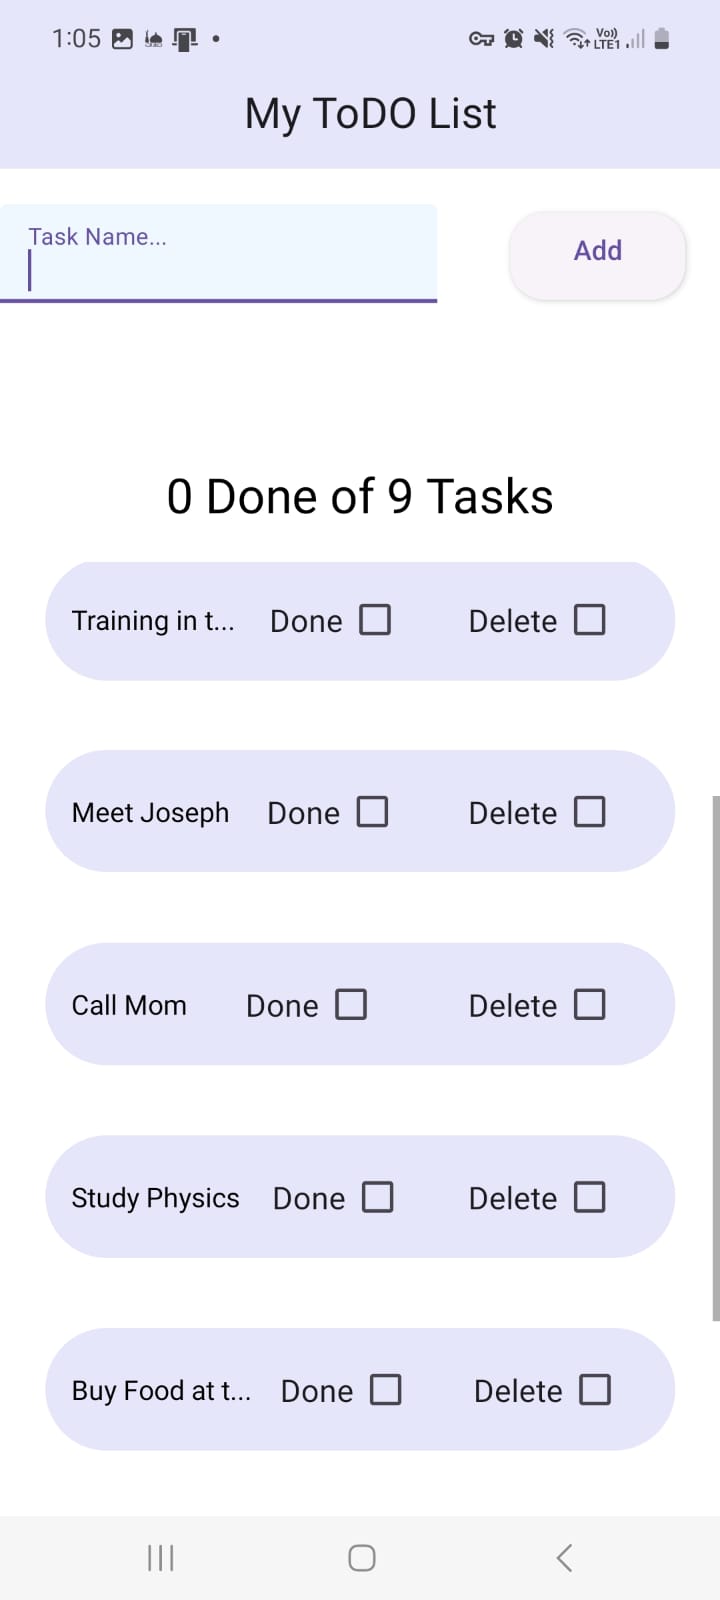 1:05
Vo))
LTE1
My ToDO List
Task Name...
Add
0 Done of 9 Tasks
Training in t... Done Delete
Meet Joseph Done Delete
Call Mom Done Delete
Study Physics Done Delete
Buy Food at t... Done Delete